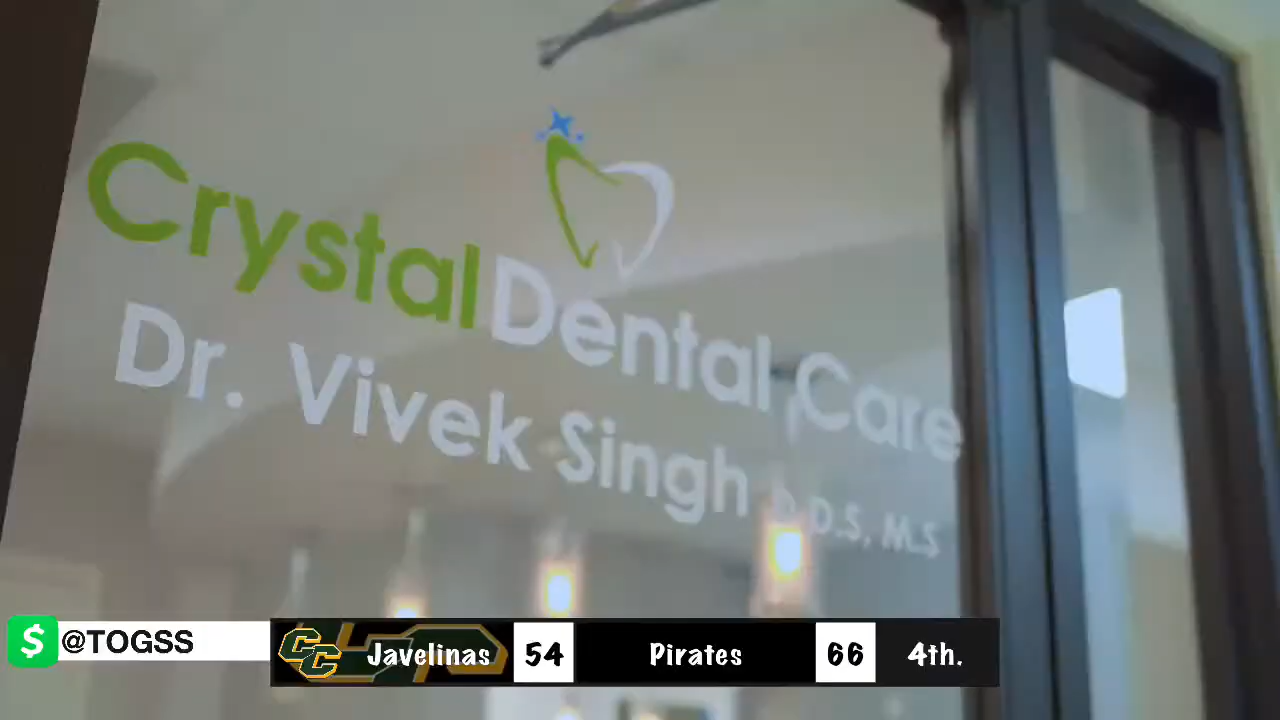 Crystal Dental Care
Dr. Vivek Singh D.D.S, M.S
$ @TOGSS
CC Javelinas 54 Pirates 66 4th.